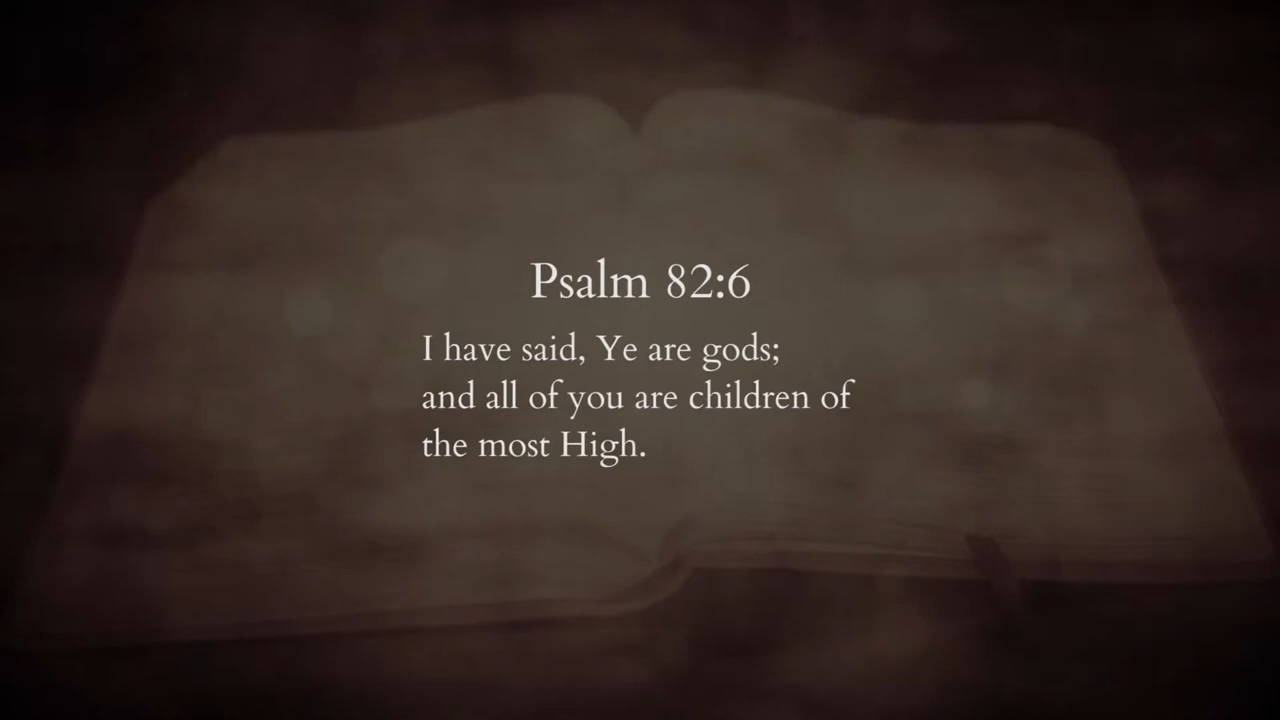 Psalm 82:6
I have said, Ye are gods;
and all of you are children of
the most High.